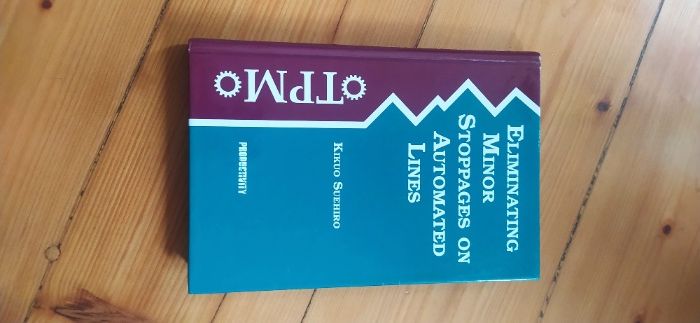 ELIMINATING
MINOR
STOPPAGES ON
AUTOMATED
LINES
KIKUO SUEHIRO
PRODUCTIVITY
TPM